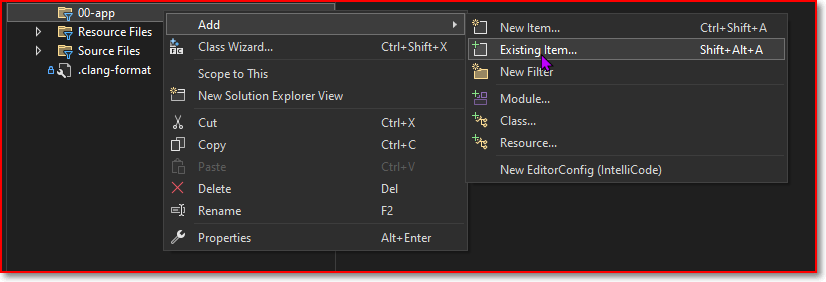 00-app
Resource Files
Source Files
.clang-format
Add
Class Wizard... Ctrl+Shift+X
Scope to This
New Solution Explorer View
Cut Ctrl+X
Copy Ctrl+C
Paste Ctrl+V
Delete Del
Rename F2
Properties Alt+Enter
New Item... Ctrl+Shift+A
Existing Item... Shift+Alt+A
New Filter
Module...
Class...
Resource...
New EditorConfig (IntelliCode)